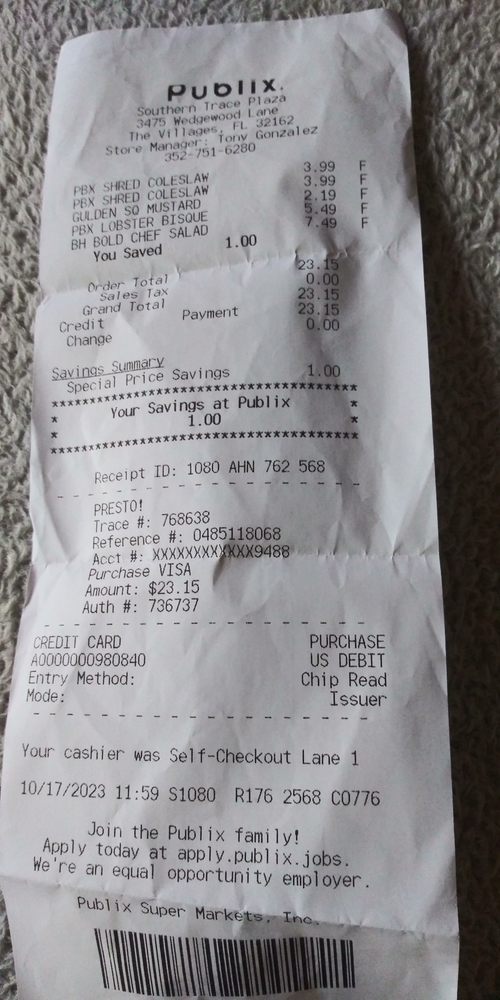 Publix.
Southern Trace Plaza
3475 Wedgewood Lane
The Villages, FL 32162
Store Manager: Tony Gonzalez
352-751-6280
PBX SHRED COLESLAW 3.99 F
PBX SHRED COLESLAW 3.99 F
GULDEN SQ MUSTARD 2.19 F
PBX LOBSTER BISQUE 5.49 F
BH BOLD CHEF SALAD 7.49 F
You Saved 1.00
Order Total 23.15
Sales Tax 0.00
Grand Total 23.15
Credit Payment 23.15
Change 0.00
Savings Summary
Special Price Savings 1.00
****************************************
* Your Savings at Publix *
* 1.00 *
****************************************
Receipt ID: 1080 AHN 762 568
- - - - - - - - - - - - - - - - - - - -
PRESTO!
Trace #: 768638
Reference #: 0485118068
Acct #: XXXXXXXXXXXX9488
Purchase VISA
Amount: $23.15
Auth #: 736737
- - - - - - - - - - - - - - - - - - - -
CREDIT CARD PURCHASE
A0000000980840 US DEBIT
Entry Method: Chip Read
Mode: Issuer
- - - - - - - - - - - - - - - - - - - -
Your cashier was Self-Checkout Lane 1
10/17/2023 11:59 S1080 R176 2568 C0776
Join the Publix family!
Apply today at apply.publix.jobs.
We're an equal opportunity employer.
Publix Super Markets, Inc.